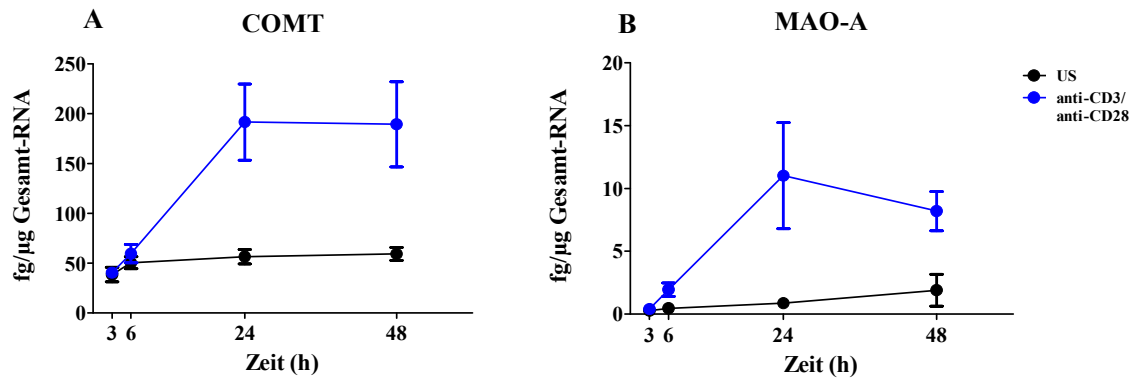 A
COMT
fg/µg Gesamt-RNA
250
200
150
100
50
0
3 6 24 48
Zeit (h)
B
MAO-A
fg/µg Gesamt-RNA
20
15
10
5
0
3 6 24 48
Zeit (h)
US
anti-CD3/
anti-CD28